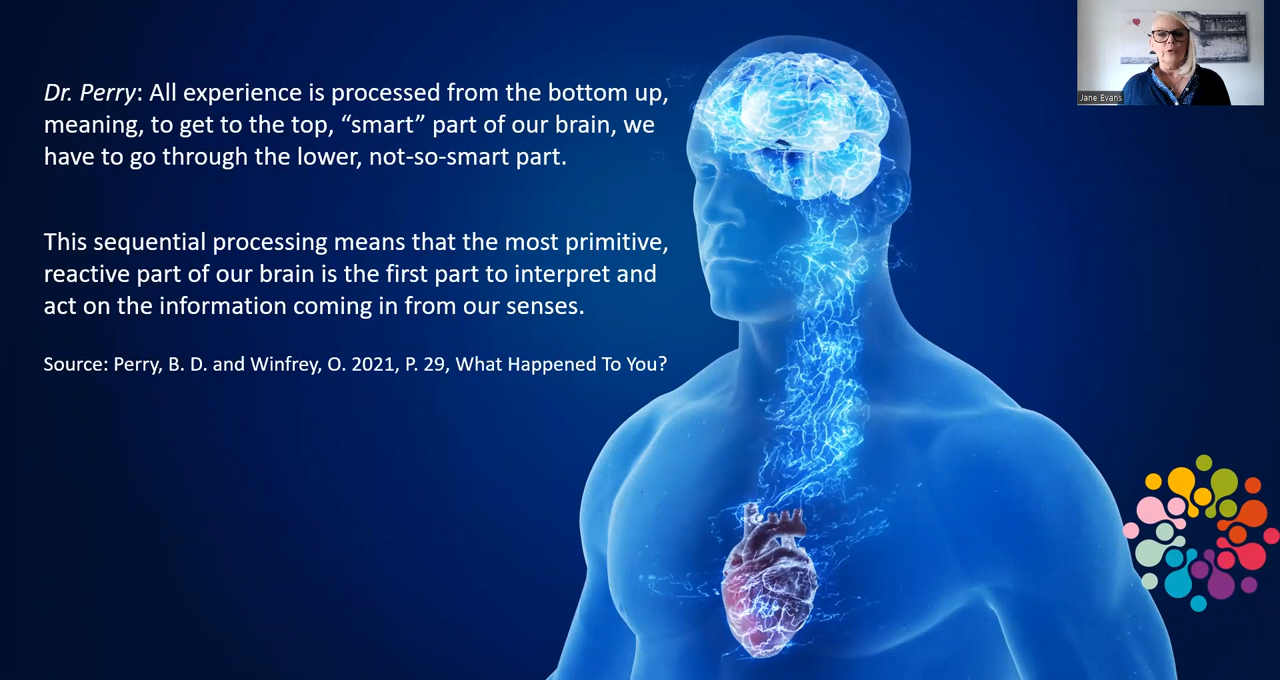 Dr. Perry: All experience is processed from the bottom up,
meaning, to get to the top, “smart” part of our brain, we
have to go through the lower, not-so-smart part.
This sequential processing means that the most primitive,
reactive part of our brain is the first part to interpret and
act on the information coming in from our senses.
Source: Perry, B. D. and Winfrey, O. 2021, P. 29, What Happened To You?
Jane Evans